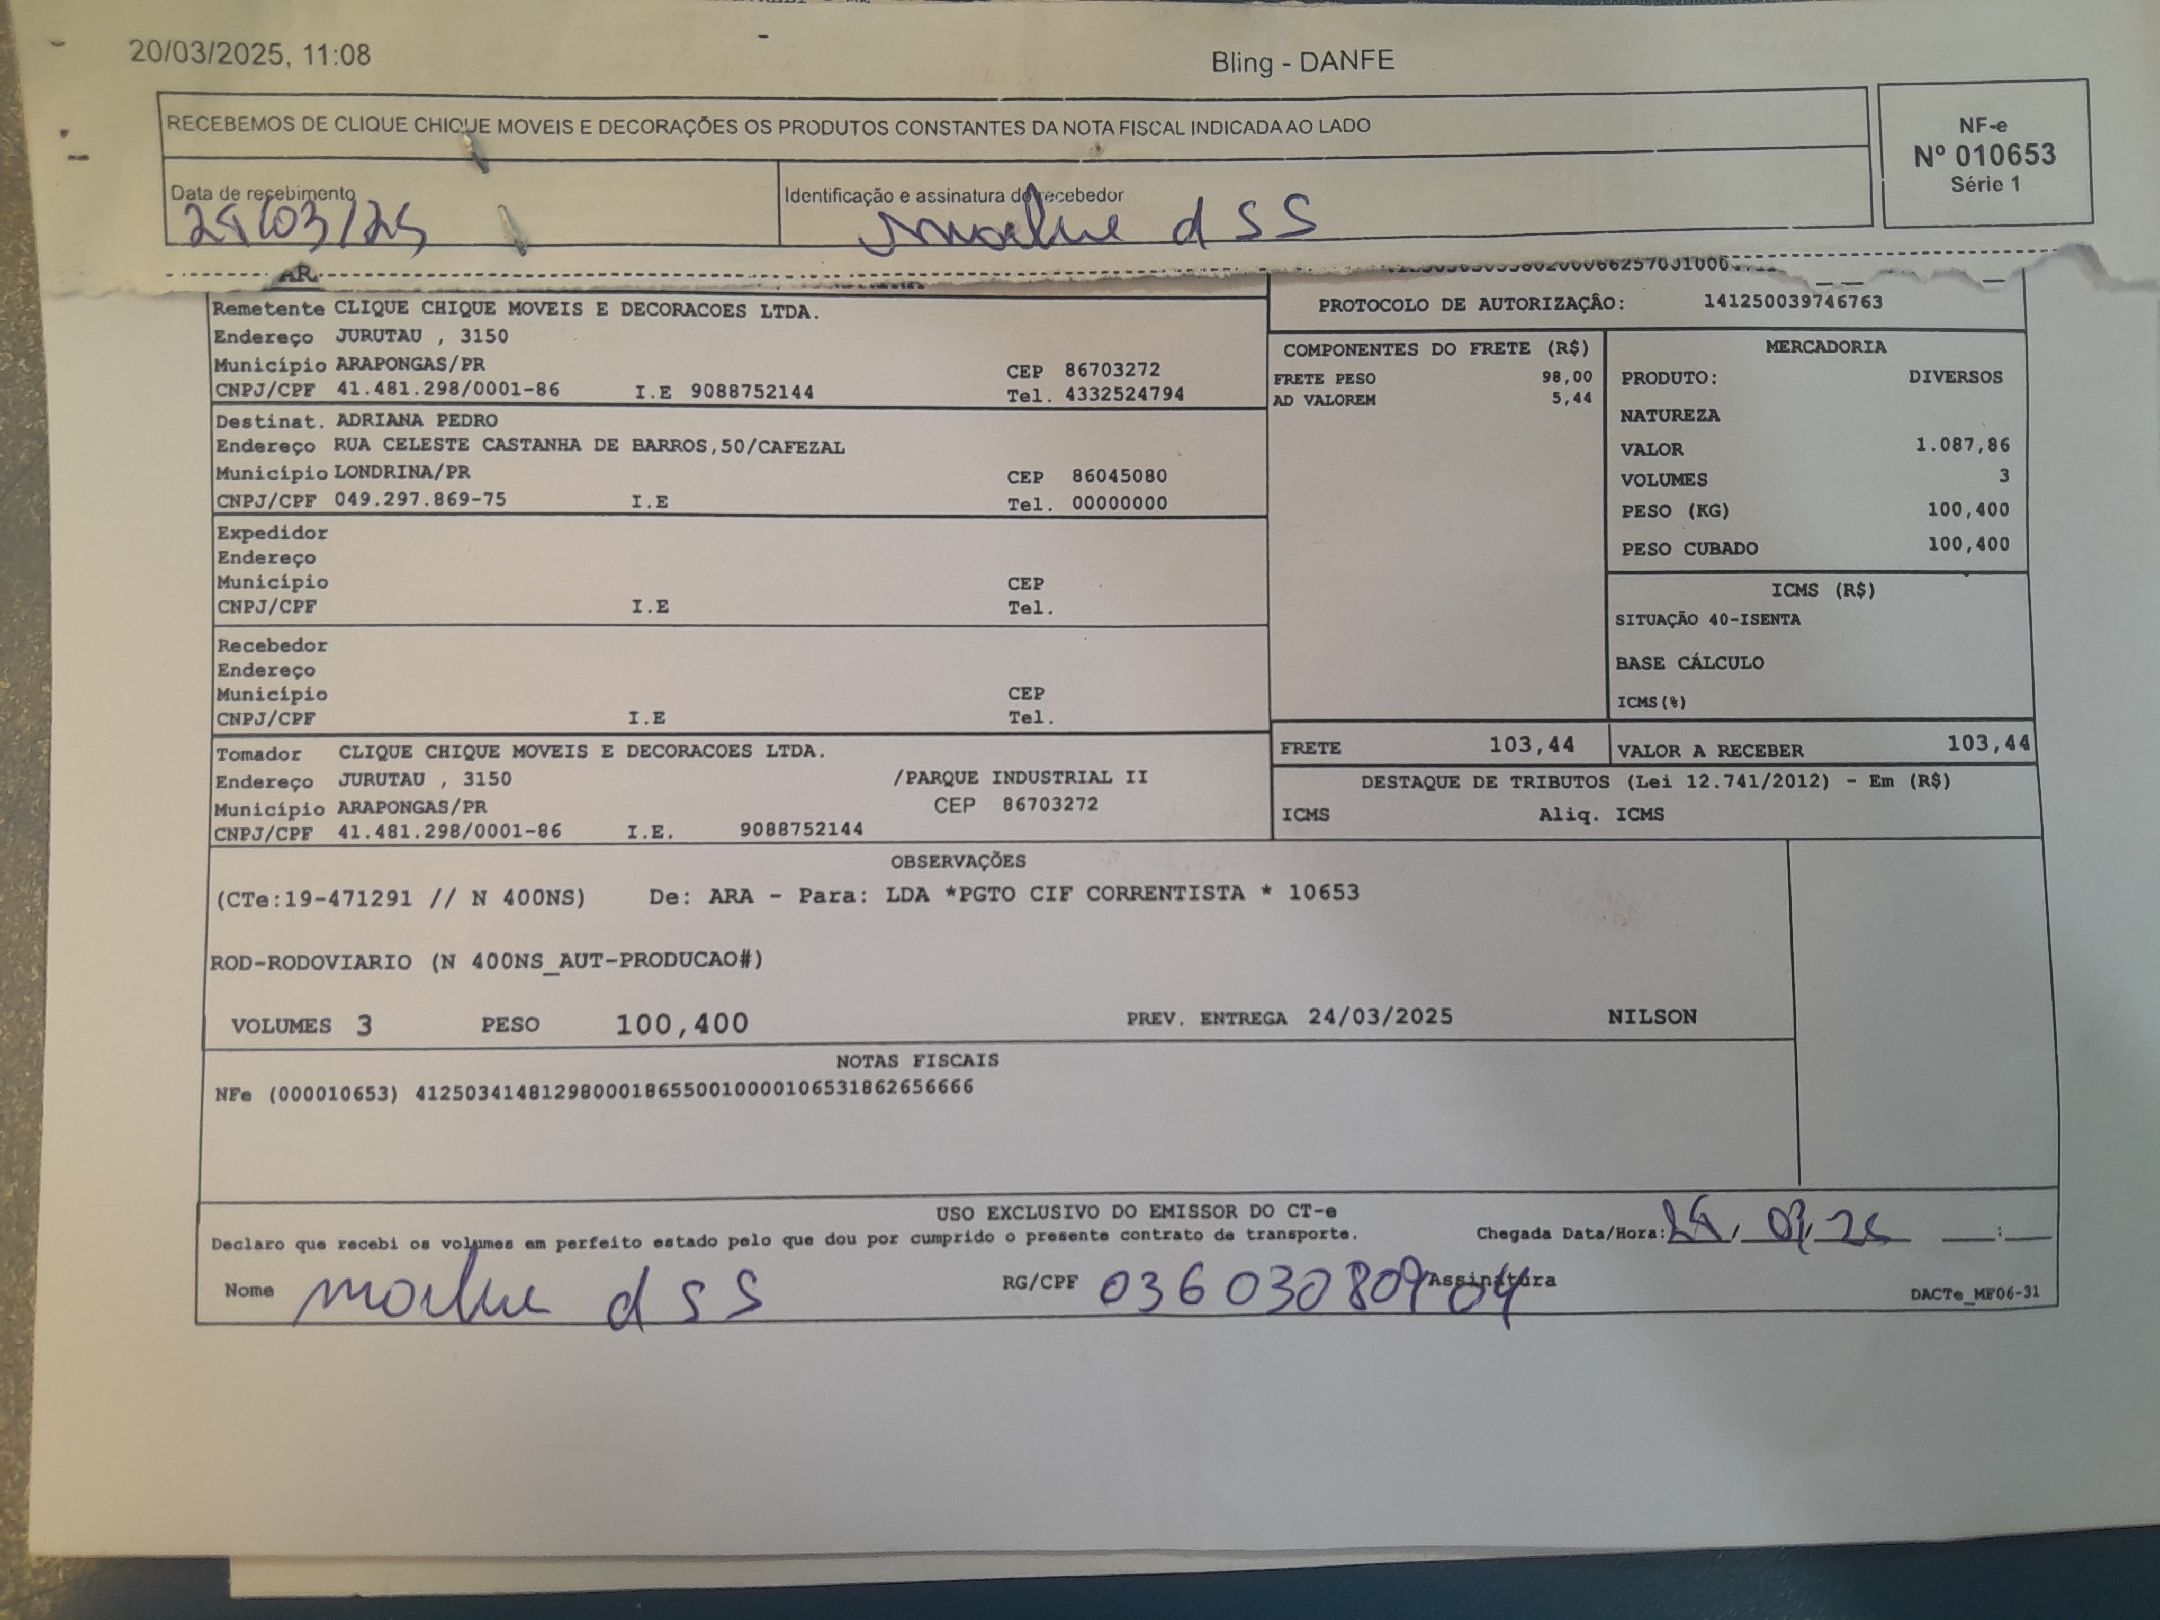 20/03/2025, 11:08 Bling - DANFE
RECEBEMOS DE CLIQUE CHIQUE MOVEIS E DECORAÇÕES OS PRODUTOS CONSTANTES DA NOTA FISCAL INDICADA AO LADO
NF-e
Nº 010653
Série 1
Data de recebimento Identificação e assinatura do recebedor
d S S
AR
Remetente CLIQUE CHIQUE MOVEIS E DECORACOES LTDA.
Endereço JURUTAU , 3150
Município ARAPONGAS/PR CEP 86703272
CNPJ/CPF 41.481.298/0001-86 I.E 9088752144 Tel. 4332524794
PROTOCOLO DE AUTORIZAÇÃO: 141250039746763
Destinat. ADRIANA PEDRO
Endereço RUA CELESTE CASTANHA DE BARROS,50/CAFEZAL
Município LONDRINA/PR CEP 86045080
CNPJ/CPF 049.297.869-75 I.E Tel. 00000000
Expedidor
Endereço
Município CEP
CNPJ/CPF I.E Tel.
Recebedor
Endereço
Município CEP
CNPJ/CPF I.E Tel.
COMPONENTES DO FRETE (R$)
FRETE PESO 98,00
AD VALOREM 5,44
MERCADORIA
PRODUTO: DIVERSOS
NATUREZA
VALOR 1.087,86
VOLUMES 3
PESO (KG) 100,400
PESO CUBADO 100,400
ICMS (R$)
SITUAÇÃO 40-ISENTA
BASE CÁLCULO
ICMS(%)
Tomador CLIQUE CHIQUE MOVEIS E DECORACOES LTDA.
Endereço JURUTAU , 3150 /PARQUE INDUSTRIAL II
Município ARAPONGAS/PR CEP 86703272
CNPJ/CPF 41.481.298/0001-86 I.E. 9088752144
FRETE 103,44 VALOR A RECEBER 103,44
DESTAQUE DE TRIBUTOS (Lei 12.741/2012) - Em (R$)
ICMS Aliq. ICMS
OBSERVAÇÕES
(CTe:19-471291 // N 400NS) De: ARA - Para: LDA *PGTO CIF CORRENTISTA * 10653
ROD-RODOVIARIO (N 400NS_AUT-PRODUCAO#)
VOLUMES 3 PESO 100,400 PREV. ENTREGA 24/03/2025 NILSON
NOTAS FISCAIS
NFe (000010653) 41250341481298000186550010000106531862656666
USO EXCLUSIVO DO EMISSOR DO CT-e
Declaro que recebi os volumes em perfeito estado pelo que dou por cumprido o presente contrato de transporte. Chegada Data/Hora:
Nome d S S RG/CPF 036 030 809 04 Assinatura
DACTe_MF06-31